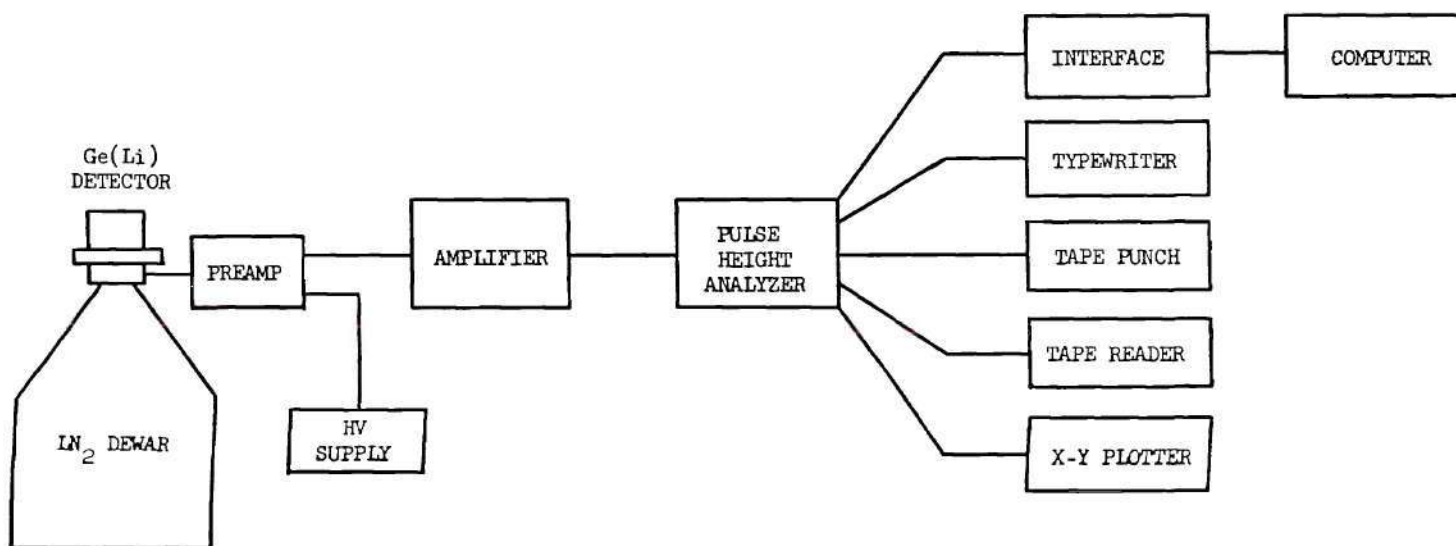 Ge(Li)
DETECTOR
LN2 DEWAR
PREAMP
HV
SUPPLY
AMPLIFIER
PULSE
HEIGHT
ANALYZER
INTERFACE
COMPUTER
TYPEWRITER
TAPE PUNCH
TAPE READER
X-Y PLOTTER